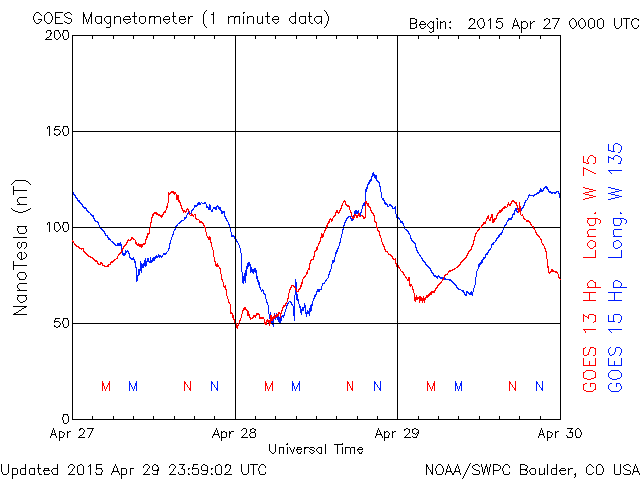 GOES Magnetometer (1 minute data)
Begin: 2015 Apr 27 0000 UTC
200
150
100
50
0
NanoTesla (nT)
M M N N M M N N M M N N
Apr 27 Apr 28 Apr 29 Apr 30
Universal Time
GOES 13 Hp Long. W 75
GOES 15 Hp Long. W 135
Updated 2015 Apr 29 23:59:02 UTC
NOAA/SWPC Boulder, CO USA